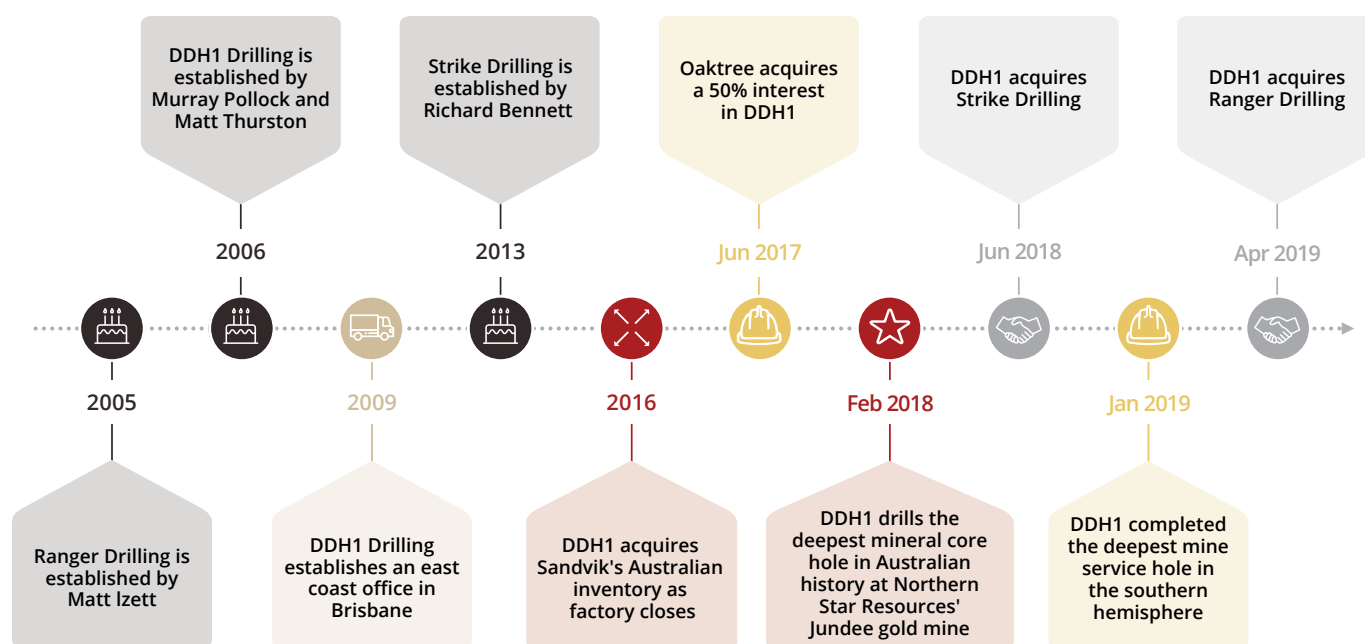 DDH1 Drilling is
established by
Murray Pollock and
Matt Thurston
Strike Drilling is
established by
Richard Bennett
Oaktree acquires
a 50% interest
in DDH1
DDH1 acquires
Strike Drilling
DDH1 acquires
Ranger Drilling
2006
2013
Jun 2017
Jun 2018
Apr 2019
2005
2009
2016
Feb 2018
Jan 2019
Ranger Drilling is
established by
Matt Izett
DDH1 Drilling
establishes an east
coast office in
Brisbane
DDH1 acquires
Sandvik's Australian
inventory as
factory closes
DDH1 drills the
deepest mineral core
hole in Australian
history at Northern
Star Resources'
Jundee gold mine
DDH1 completed
the deepest mine
service hole in
the southern
hemisphere